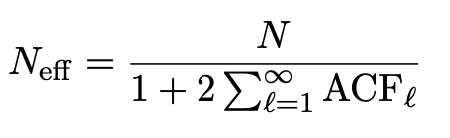 N_eff = N / (1 + 2 ∑_{ℓ=1}^{∞} ACF_ℓ)